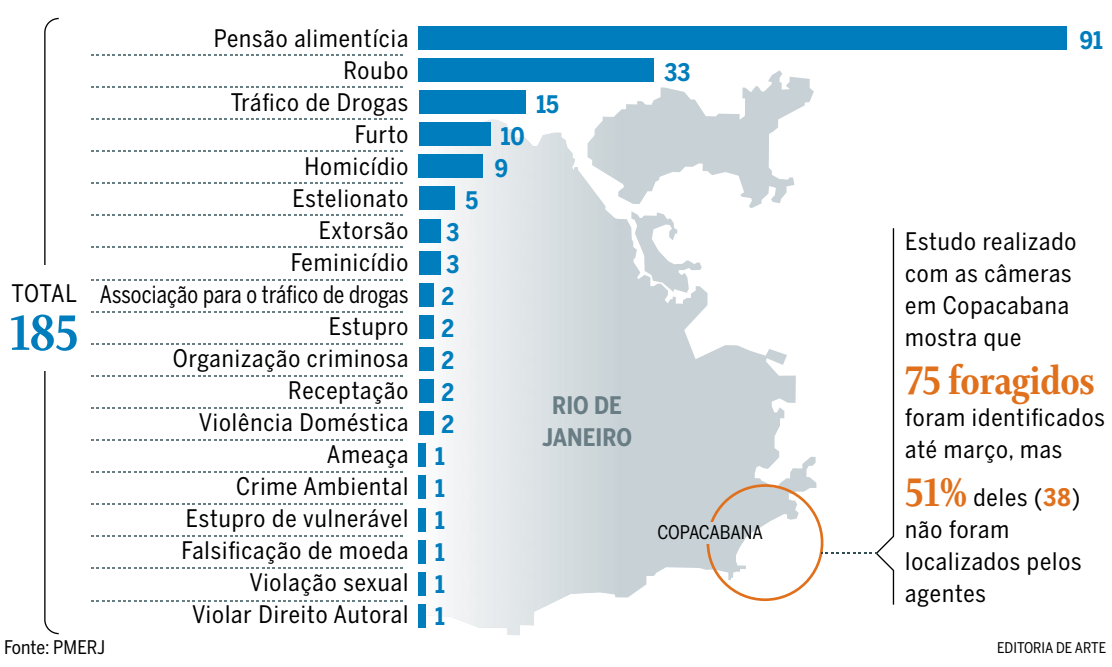 Pensão alimentícia 91
Roubo 33
Tráfico de Drogas 15
Furto 10
Homicídio 9
Estelionato 5
Extorsão 3
Feminicídio 3
Associação para o tráfico de drogas 2
Estupro 2
Organização criminosa 2
Receptação 2
Violência Doméstica 2
Ameaça 1
Crime Ambiental 1
Estupro de vulnerável 1
Falsificação de moeda 1
Violação sexual 1
Violar Direito Autoral 1
TOTAL
185
RIO DE
JANEIRO
COPACABANA
Estudo realizado
com as câmeras
em Copacabana
mostra que
75 foragidos
foram identificados
até março, mas
51% deles (38)
não foram
localizados pelos
agentes
Fonte: PMERJ
EDITORIA DE ARTE